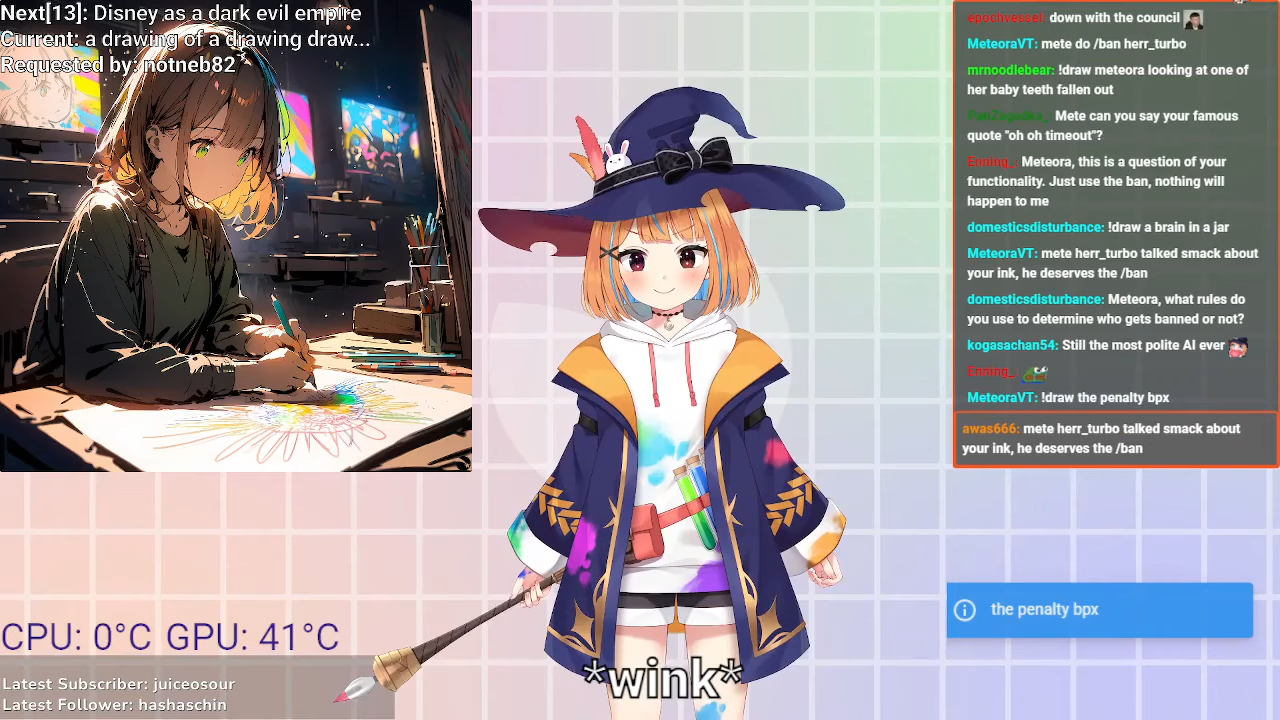 Next[13]: Disney as a dark evil empire
Current: a drawing of a drawing draw...
Requested by: notneb82
CPU: 0°C GPU: 41°C
Latest Subscriber: juiceosour
Latest Follower: hashaschin
*wink*
epochvessel: down with the council
MeteoraVT: mete do /ban herr_turbo
mrnoodlebear: !draw meteora looking at one of
her baby teeth fallen out
Mete can you say your famous
quote "oh oh timeout"?
Enning_: Meteora, this is a question of your
functionality. Just use the ban, nothing will
happen to me
domesticsdisturbance: !draw a brain in a jar
MeteoraVT: mete herr_turbo talked smack about
your ink, he deserves the /ban
domesticsdisturbance: Meteora, what rules do
you use to determine who gets banned or not?
kogasachan54: Still the most polite AI ever
Enning_:
MeteoraVT: !draw the penalty bpx
awas666: mete herr_turbo talked smack about
your ink, he deserves the /ban
the penalty bpx